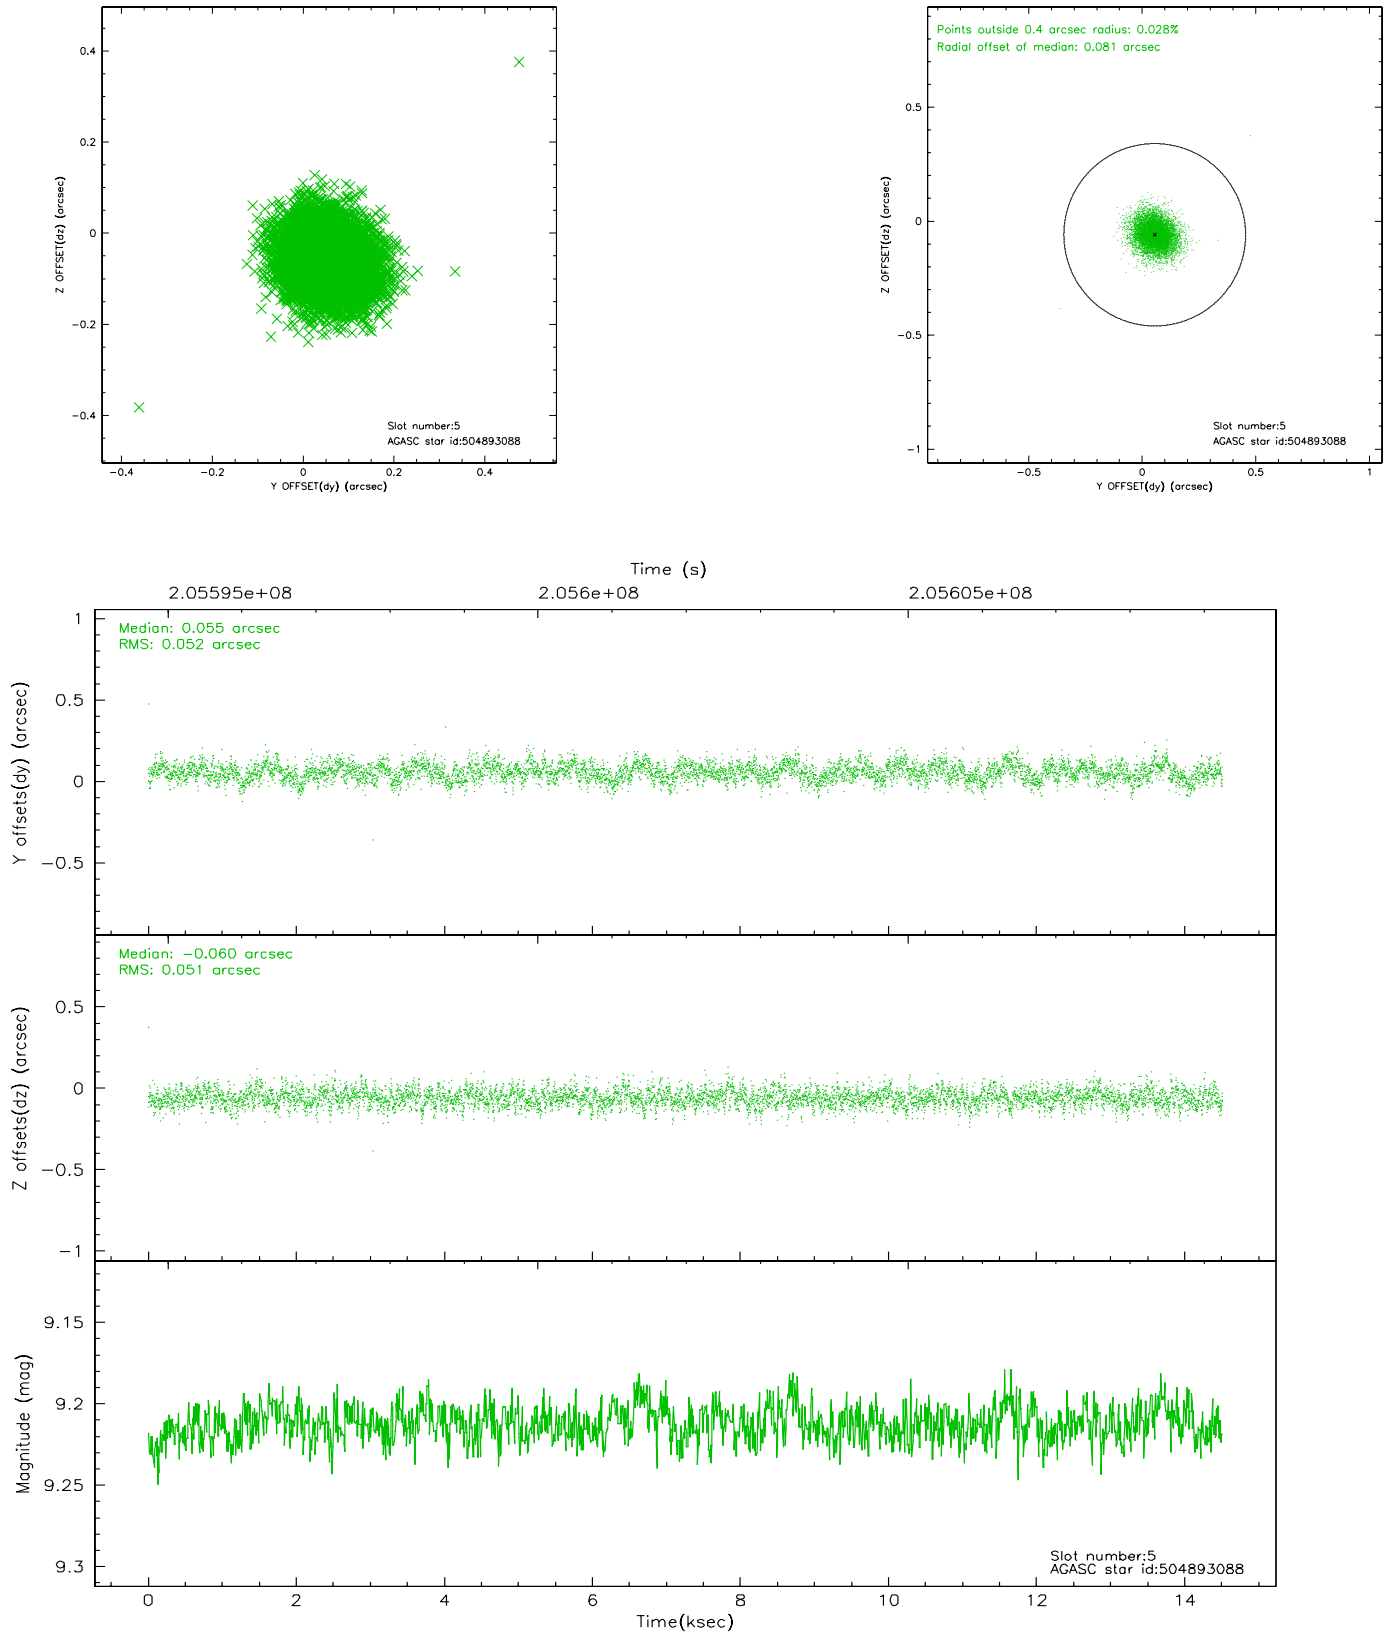 0.4
0.2
0
−0.2
−0.4
Z OFFSET(dz) (arcsec)
Slot number:5
AGASC star id:504893088
−0.4 −0.2 0 0.2 0.4
Y OFFSET(dy) (arcsec)
Points outside 0.4 arcsec radius: 0.028%
Radial offset of median: 0.081 arcsec
0.5
0
−0.5
−1
Z OFFSET(dz) (arcsec)
Slot number:5
AGASC star id:504893088
−0.5 0 0.5 1
Y OFFSET(dy) (arcsec)
Time (s)
2.05595e+08 2.056e+08 2.05605e+08
Median: 0.055 arcsec
RMS: 0.052 arcsec
1
0.5
0
−0.5
Y offsets(dy) (arcsec)
Median: −0.060 arcsec
RMS: 0.051 arcsec
0.5
0
−0.5
−1
Z offsets(dz) (arcsec)
9.15
9.2
9.25
9.3
Magnitude (mag)
Slot number:5
AGASC star id:504893088
0 2 4 6 8 10 12 14
Time(ksec)